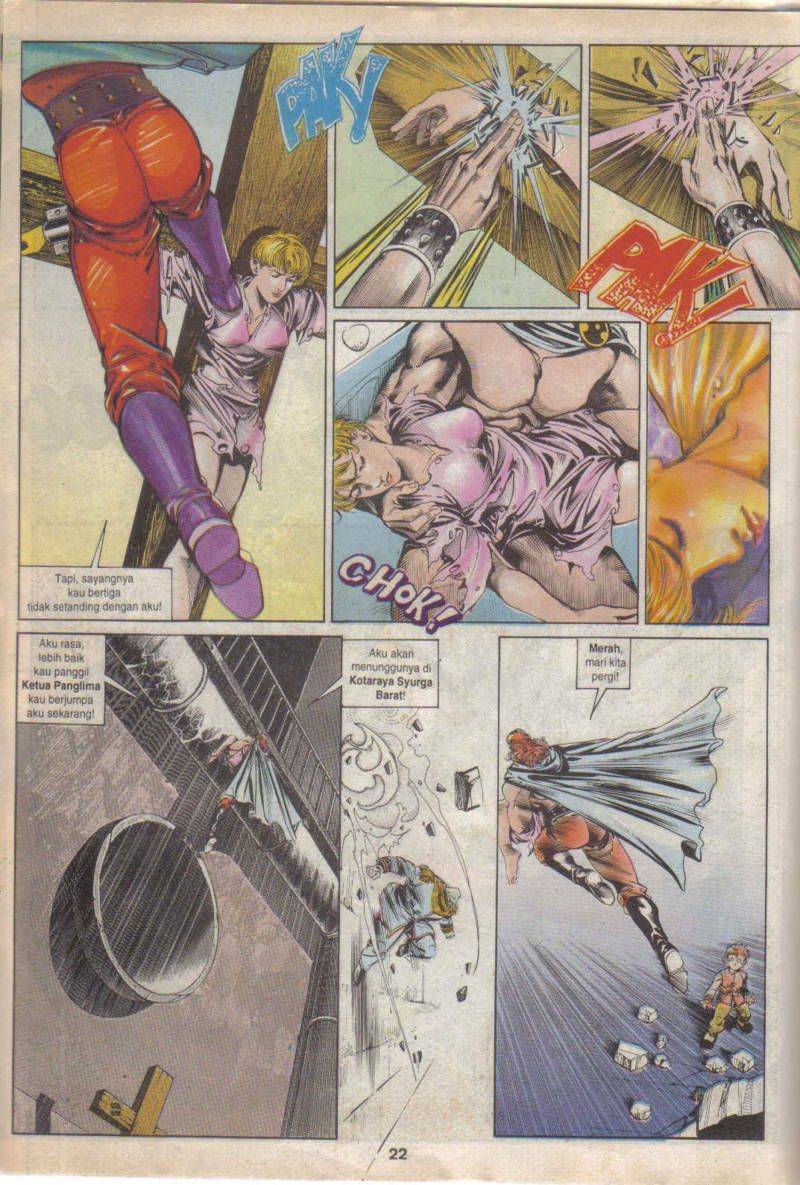 PAK!
PAK!
Tapi, sayangnya
kau bertiga
tidak setanding dengan aku!
CHOK!
Aku rasa,
lebih baik
kau panggil
Ketua Panglima
kau berjumpa
aku sekarang!
Aku akan
menunggunya di
Kotaraya Syurga
Barat!
Merah,
mari kita
pergi!
22